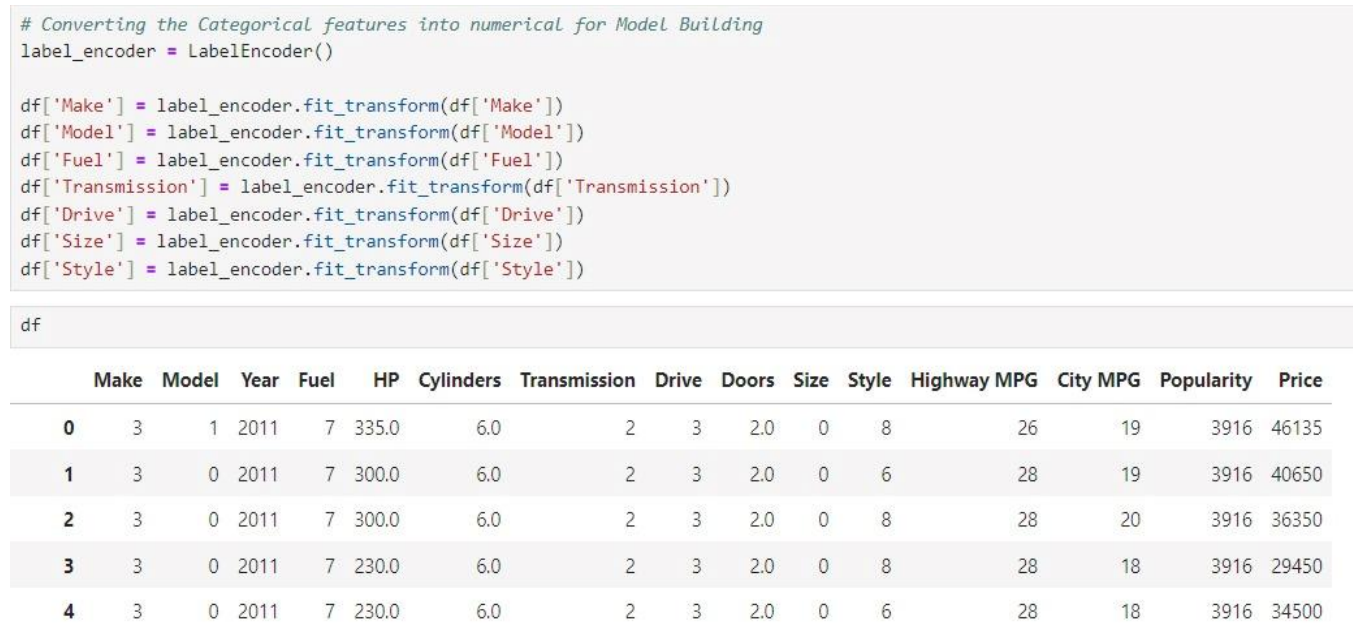 # Converting the Categorical features into numerical for Model Building
label_encoder = LabelEncoder()
df['Make'] = label_encoder.fit_transform(df['Make'])
df['Model'] = label_encoder.fit_transform(df['Model'])
df['Fuel'] = label_encoder.fit_transform(df['Fuel'])
df['Transmission'] = label_encoder.fit_transform(df['Transmission'])
df['Drive'] = label_encoder.fit_transform(df['Drive'])
df['Size'] = label_encoder.fit_transform(df['Size'])
df['Style'] = label_encoder.fit_transform(df['Style'])
df
Make Model Year Fuel HP Cylinders Transmission Drive Doors Size Style Highway MPG City MPG Popularity Price
0 3 1 2011 7 335.0 6.0 2 3 2.0 0 8 26 19 3916 46135
1 3 0 2011 7 300.0 6.0 2 3 2.0 0 6 28 19 3916 40650
2 3 0 2011 7 300.0 6.0 2 3 2.0 0 8 28 20 3916 36350
3 3 0 2011 7 230.0 6.0 2 3 2.0 0 8 28 18 3916 29450
4 3 0 2011 7 230.0 6.0 2 3 2.0 0 6 28 18 3916 34500